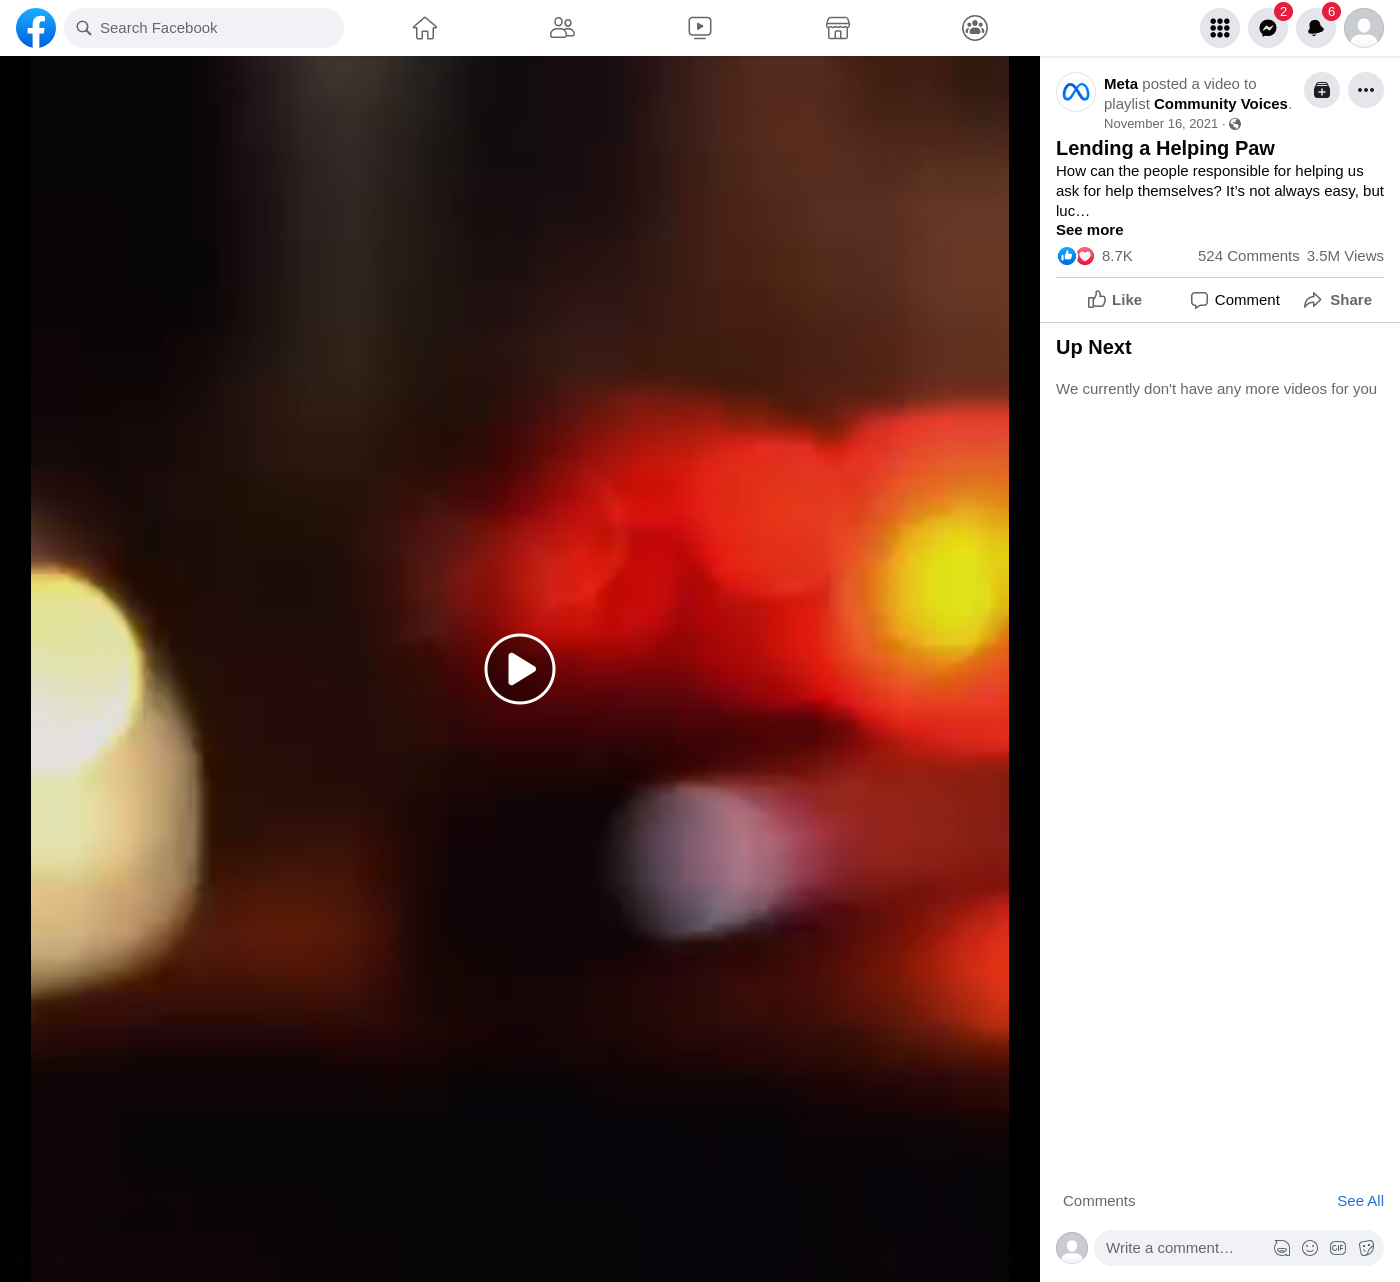 Search Facebook
2
6
Meta posted a video to
playlist Community Voices.
November 16, 2021 ·
Lending a Helping Paw
How can the people responsible for helping us
ask for help themselves? It’s not always easy, but
luc…
See more
8.7K 524 Comments 3.5M Views
Like Comment Share
Up Next
We currently don't have any more videos for you
Comments See All
Write a comment…
GIF